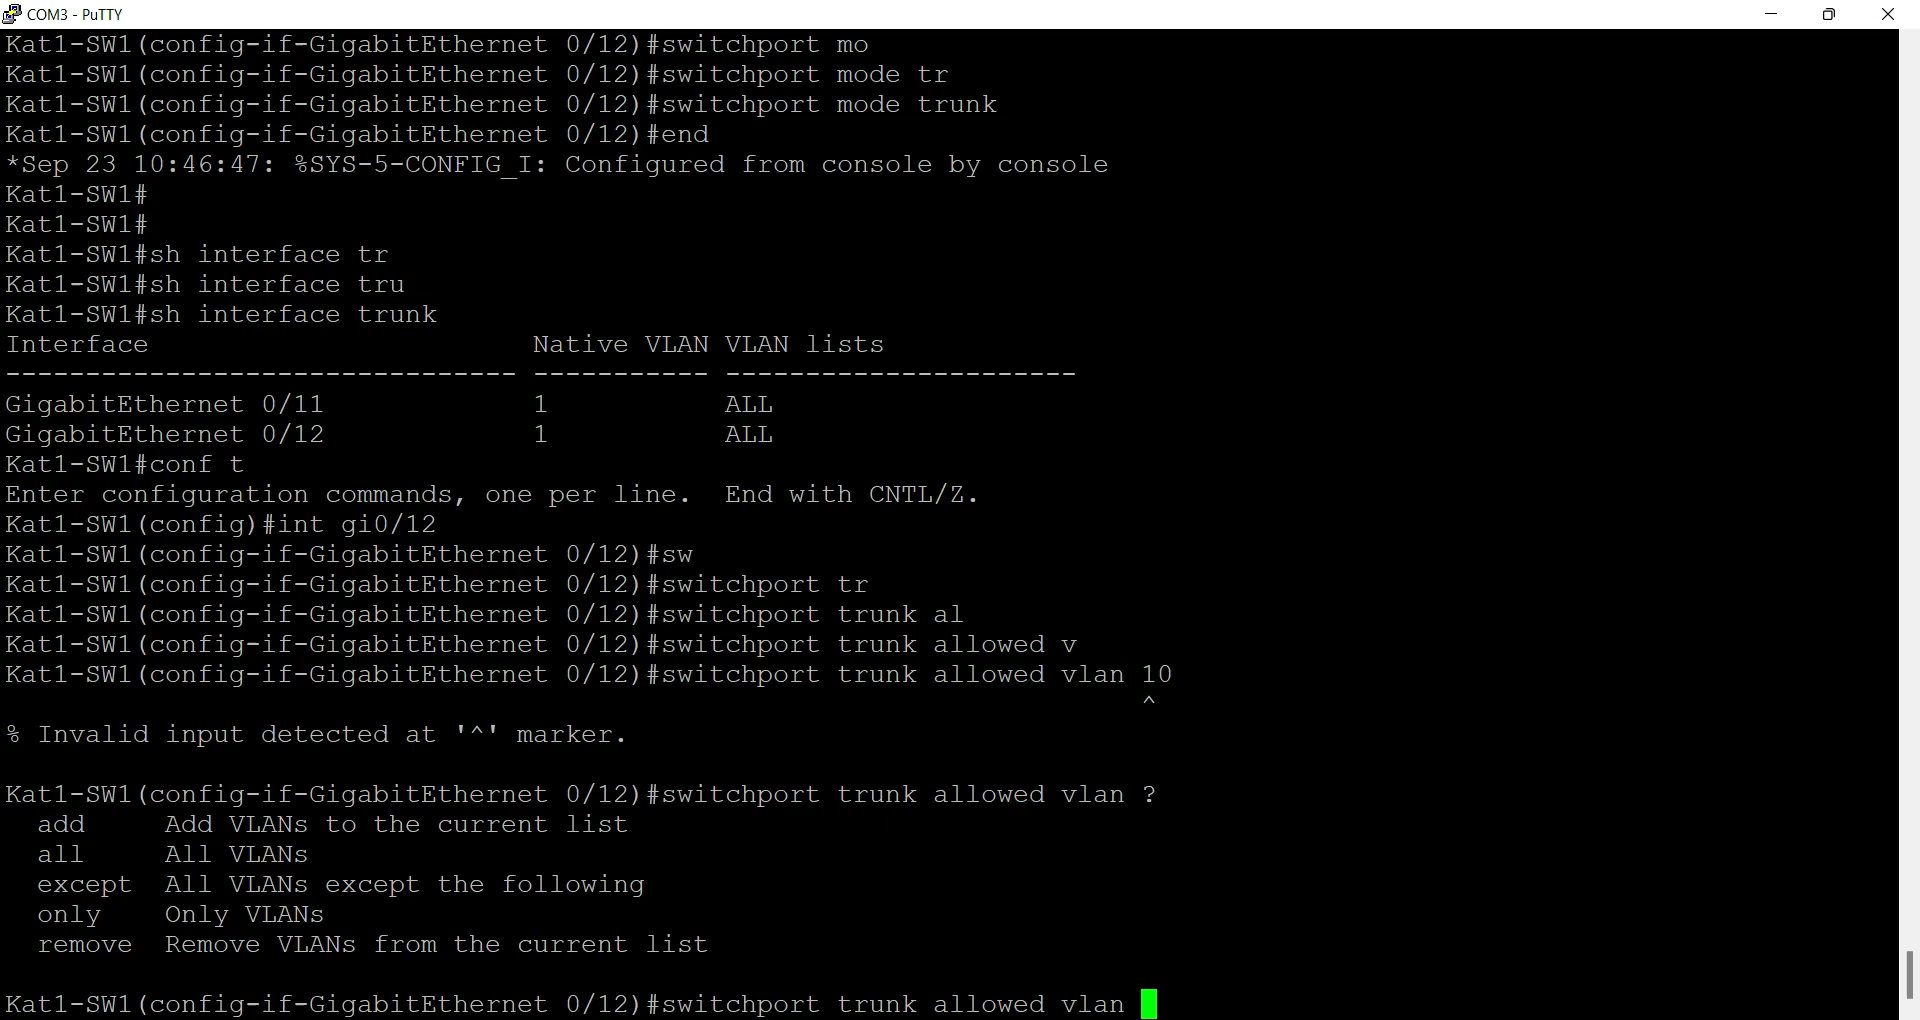 COM3 - PuTTY
Kat1-SW1(config-if-GigabitEthernet 0/12)#switchport mo
Kat1-SW1(config-if-GigabitEthernet 0/12)#switchport mode tr
Kat1-SW1(config-if-GigabitEthernet 0/12)#switchport mode trunk
Kat1-SW1(config-if-GigabitEthernet 0/12)#end
*Sep 23 10:46:47: %SYS-5-CONFIG_I: Configured from console by console
Kat1-SW1#
Kat1-SW1#
Kat1-SW1#sh interface tr
Kat1-SW1#sh interface tru
Kat1-SW1#sh interface trunk
Interface                        Native VLAN VLAN lists
-------------------------------- ----------- ----------------------
GigabitEthernet 0/11             1           ALL
GigabitEthernet 0/12             1           ALL
Kat1-SW1#conf t
Enter configuration commands, one per line.  End with CNTL/Z.
Kat1-SW1(config)#int gi0/12
Kat1-SW1(config-if-GigabitEthernet 0/12)#sw
Kat1-SW1(config-if-GigabitEthernet 0/12)#switchport tr
Kat1-SW1(config-if-GigabitEthernet 0/12)#switchport trunk al
Kat1-SW1(config-if-GigabitEthernet 0/12)#switchport trunk allowed v
Kat1-SW1(config-if-GigabitEthernet 0/12)#switchport trunk allowed vlan 10
                                                                       ^
% Invalid input detected at '^' marker.
Kat1-SW1(config-if-GigabitEthernet 0/12)#switchport trunk allowed vlan ?
  add     Add VLANs to the current list
  all     All VLANs
  except  All VLANs except the following
  only    Only VLANs
  remove  Remove VLANs from the current list
Kat1-SW1(config-if-GigabitEthernet 0/12)#switchport trunk allowed vlan